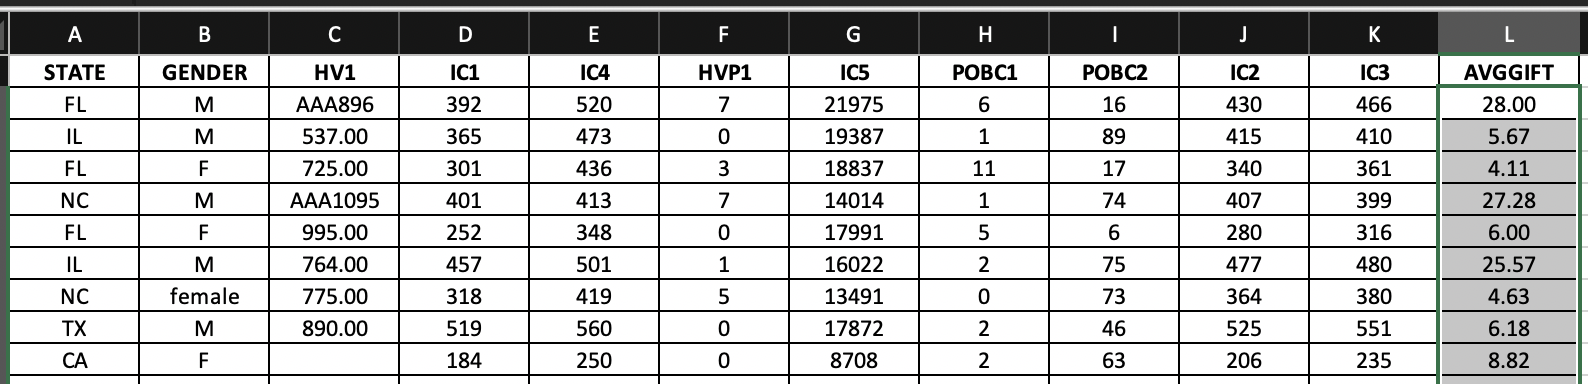 A B C D E F G H I J K L
STATE GENDER HV1 IC1 IC4 HVP1 IC5 POBC1 POBC2 IC2 IC3 AVGGIFT
FL M AAA896 392 520 7 21975 6 16 430 466 28.00
IL M 537.00 365 473 0 19387 1 89 415 410 5.67
FL F 725.00 301 436 3 18837 11 17 340 361 4.11
NC M AAA1095 401 413 7 14014 1 74 407 399 27.28
FL F 995.00 252 348 0 17991 5 6 280 316 6.00
IL M 764.00 457 501 1 16022 2 75 477 480 25.57
NC female 775.00 318 419 5 13491 0 73 364 380 4.63
TX M 890.00 519 560 0 17872 2 46 525 551 6.18
CA F 184 250 0 8708 2 63 206 235 8.82